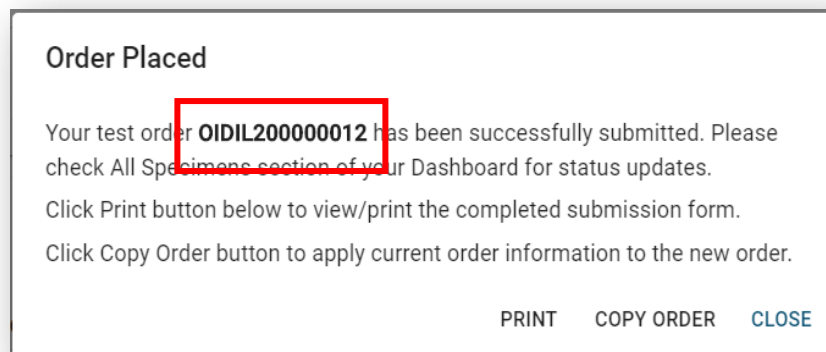 Order Placed
Your test order OIDIL200000012 has been successfully submitted. Please
check All Specimens section of your Dashboard for status updates.
Click Print button below to view/print the completed submission form.
Click Copy Order button to apply current order information to the new order.
PRINT COPY ORDER CLOSE